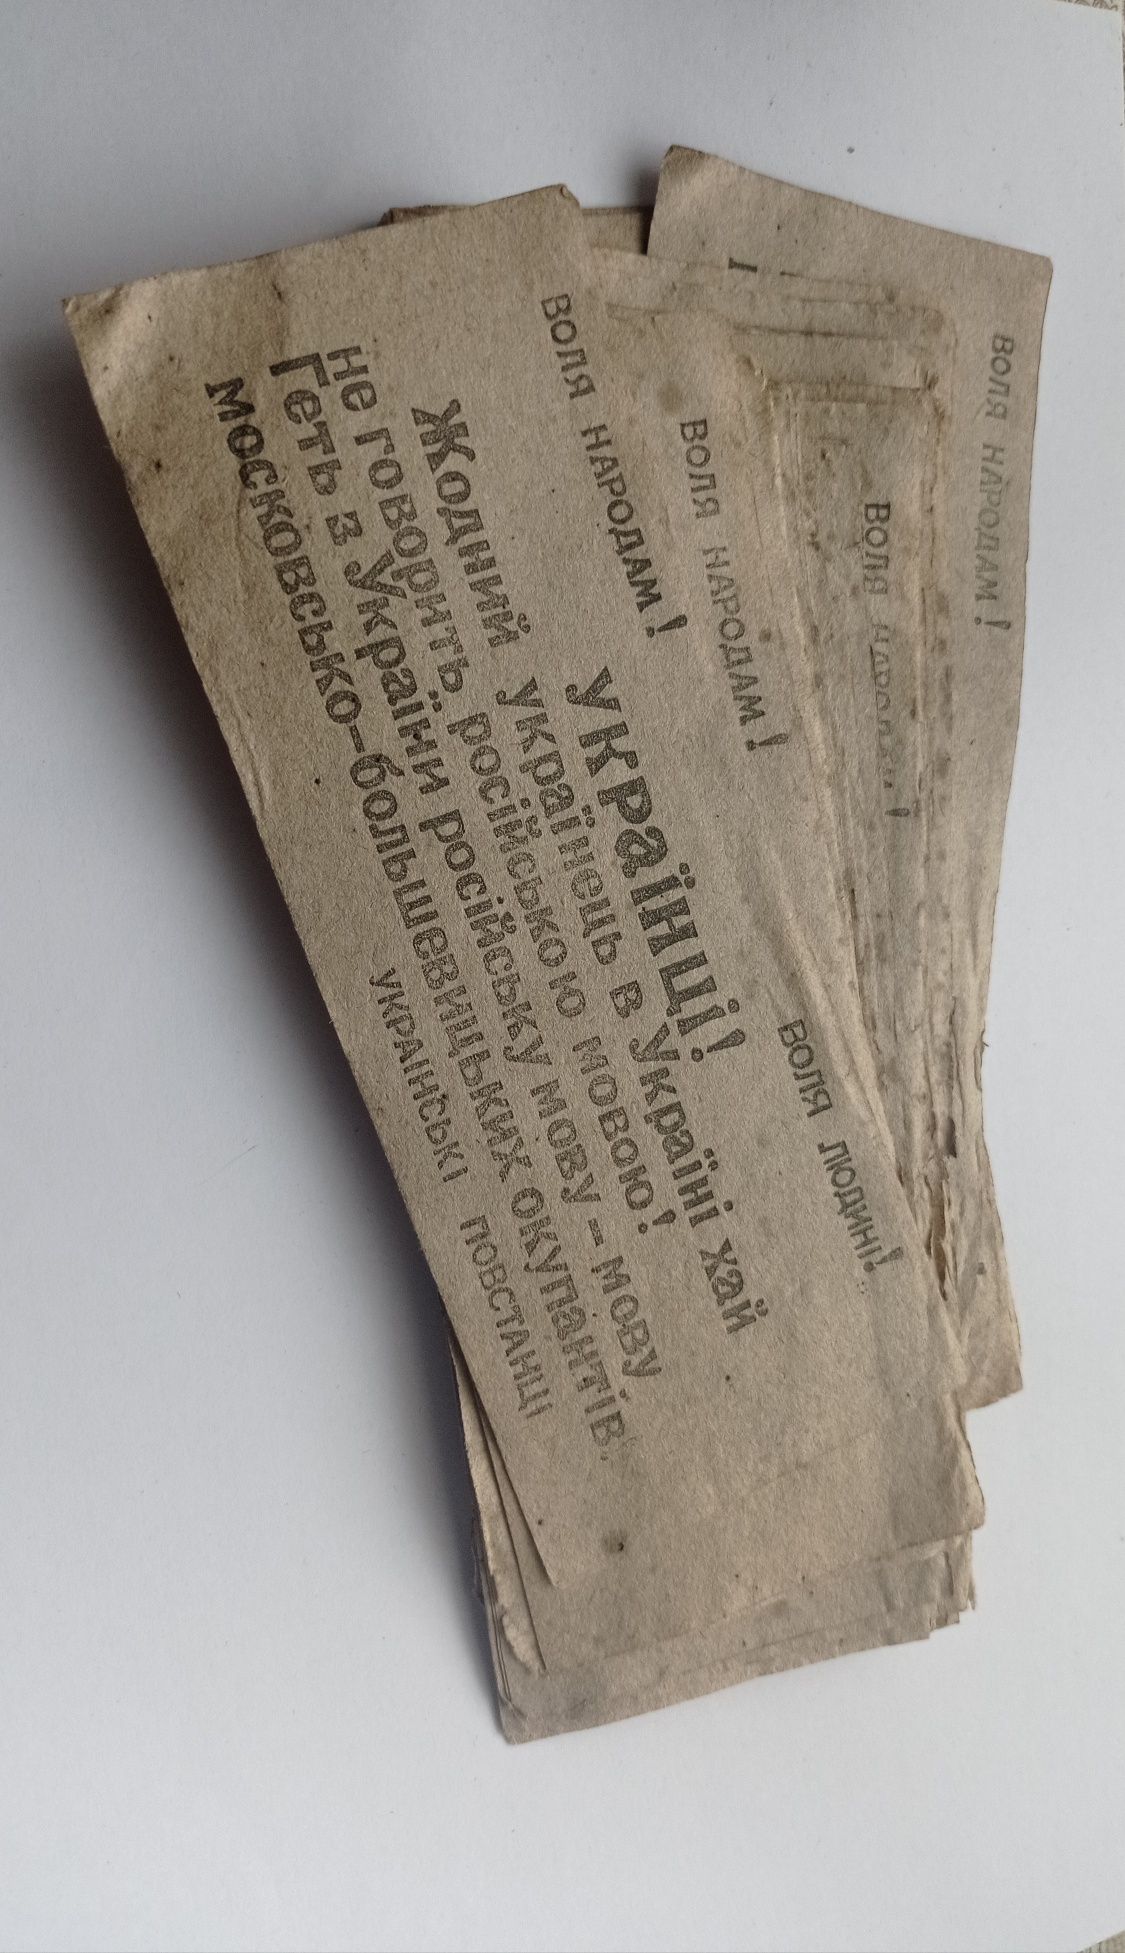 ВОЛЯ НАРОДАМ! ВОЛЯ ЛЮДИНІ!
УКРАЇНЦІ!
Жодний українець в Україні хай
не говорить російською мовою!
Геть з України російську мову – мову
московсько-большевицьких окупантів.
УКРАЇНСЬКІ ПОВСТАНЦІ
ВОЛЯ НАРОДАМ!
ВОЛЯ НАРОДАМ!
ВОЛЯ НАРОДАМ!